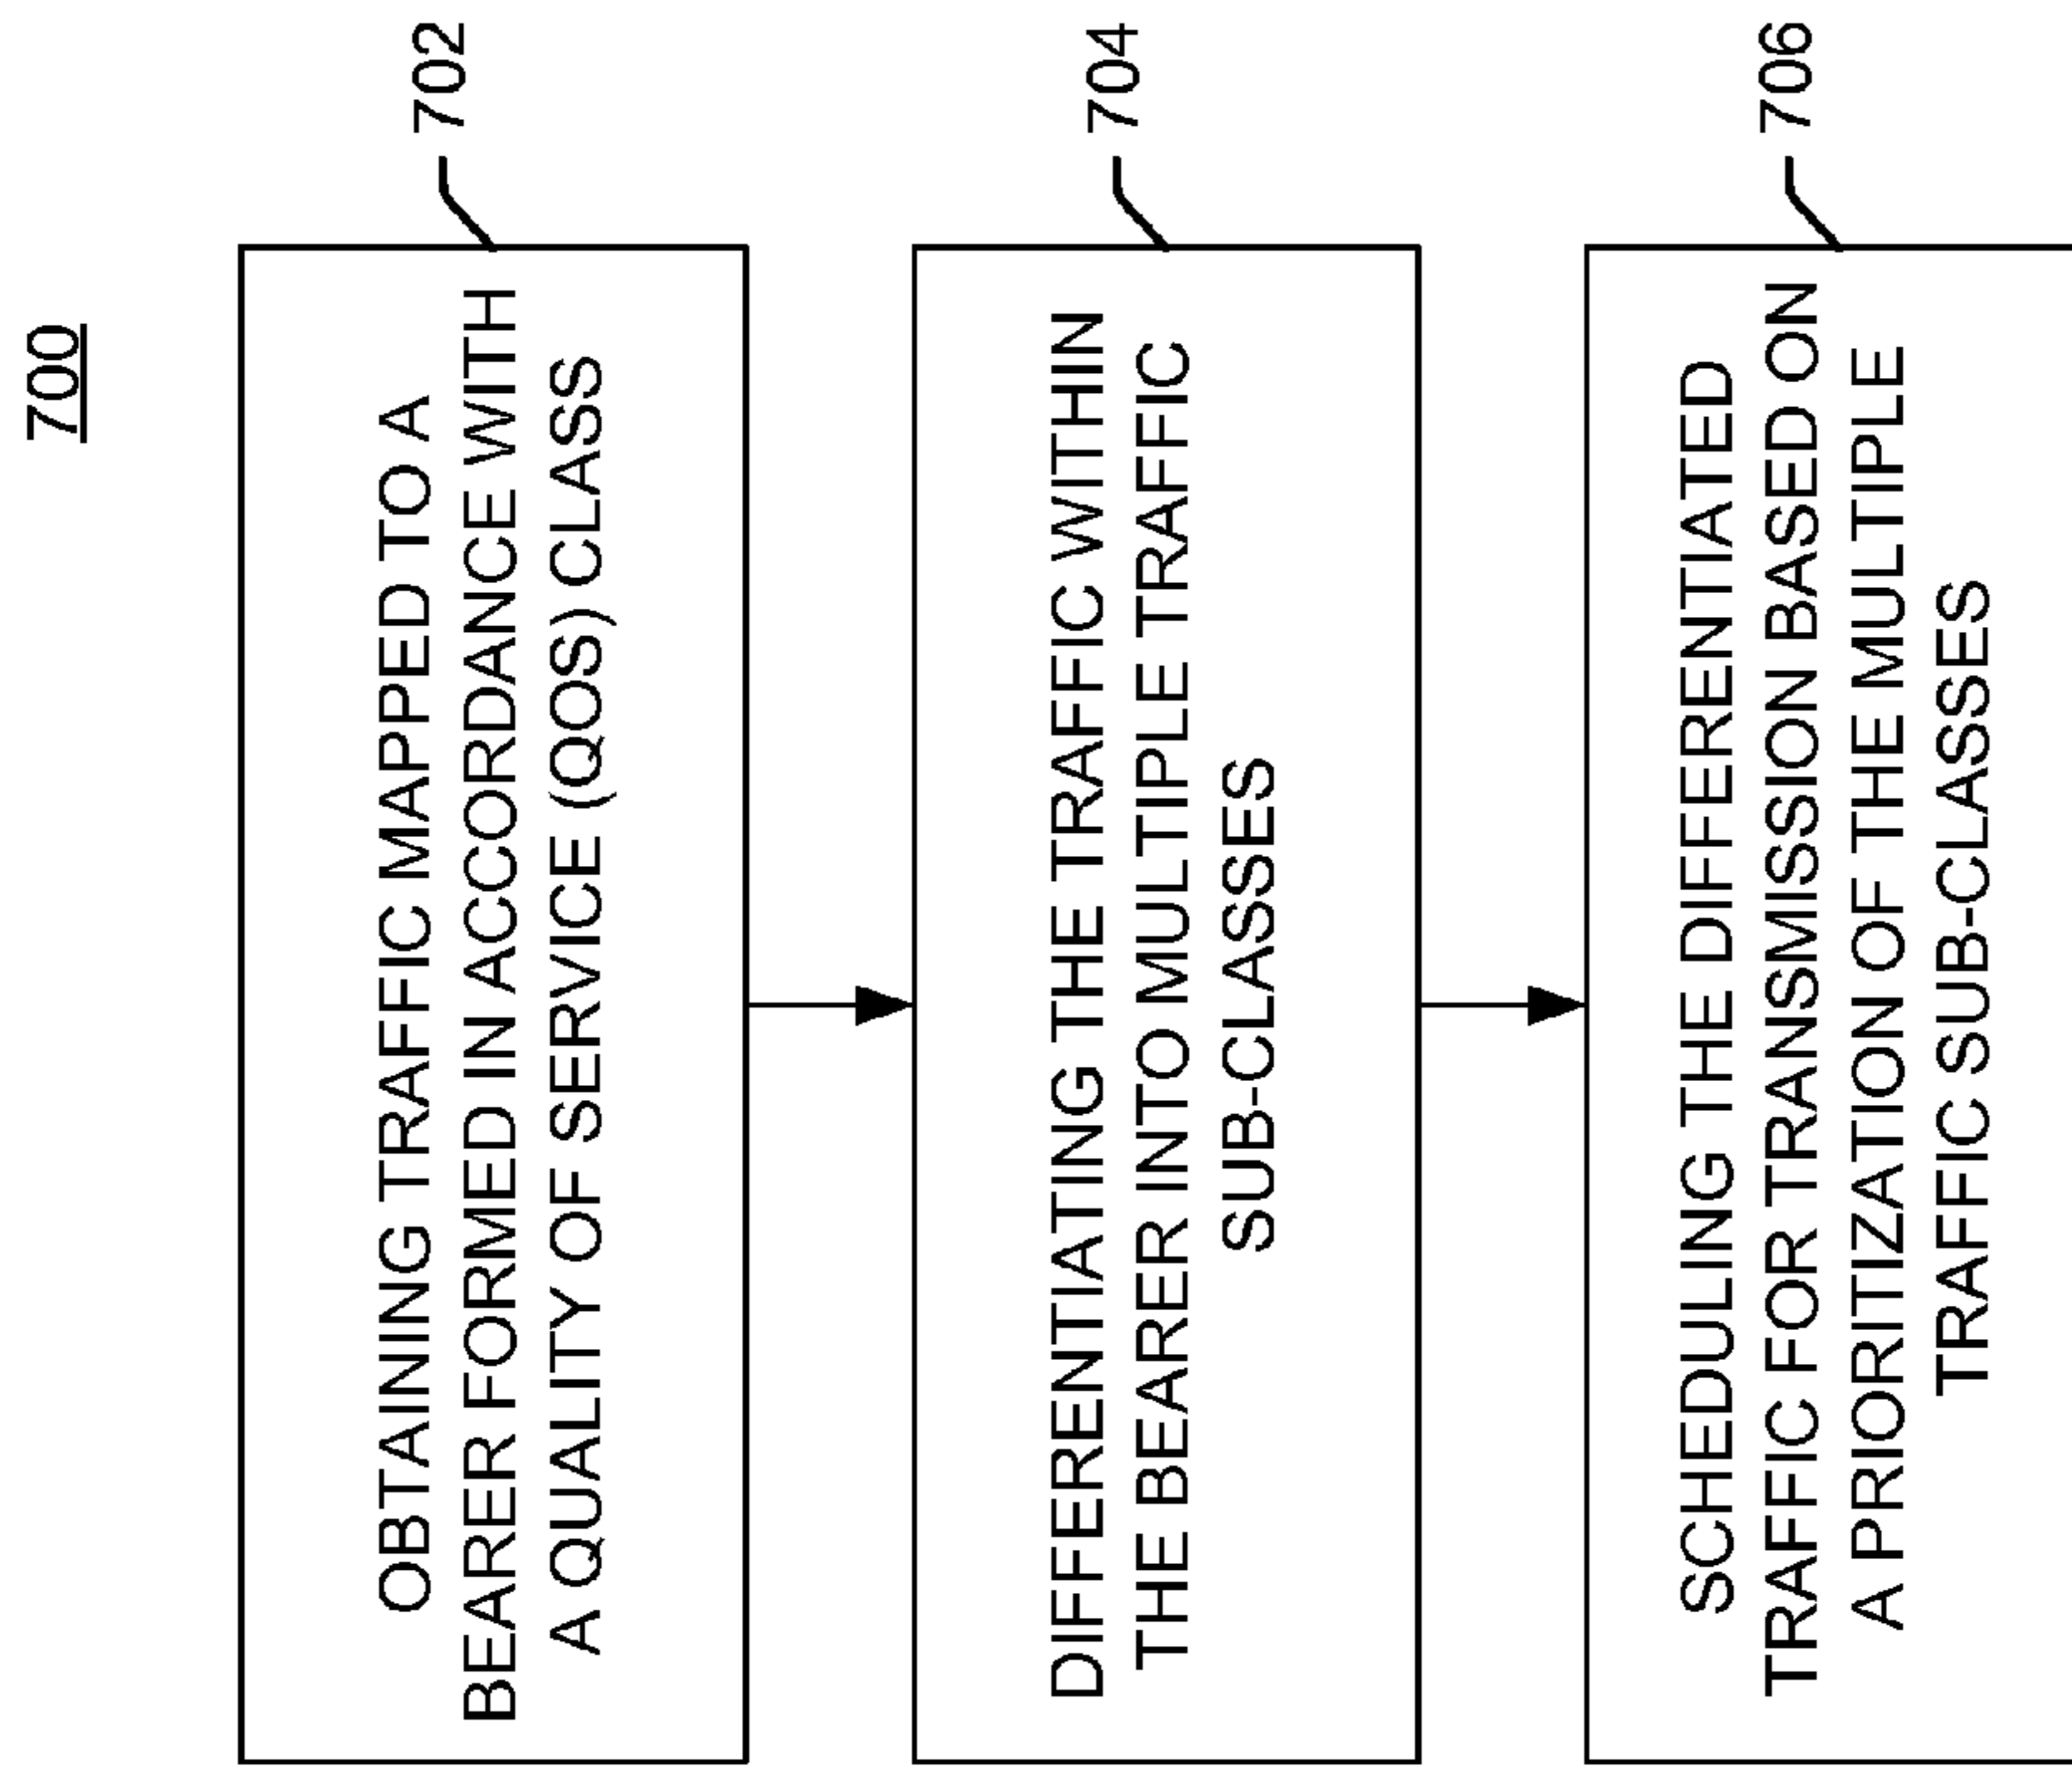 700
OBTAINING TRAFFIC MAPPED TO A
BEARER FORMED IN ACCORDANCE WITH
A QUALITY OF SERVICE (QOS) CLASS
702
DIFFERENTIATING THE TRAFFIC WITHIN
THE BEARER INTO MULTIPLE TRAFFIC
SUB-CLASSES
704
SCHEDULING THE DIFFERENTIATED
TRAFFIC FOR TRANSMISSION BASED ON
A PRIORITIZATION OF THE MULTIPLE
TRAFFIC SUB-CLASSES
706